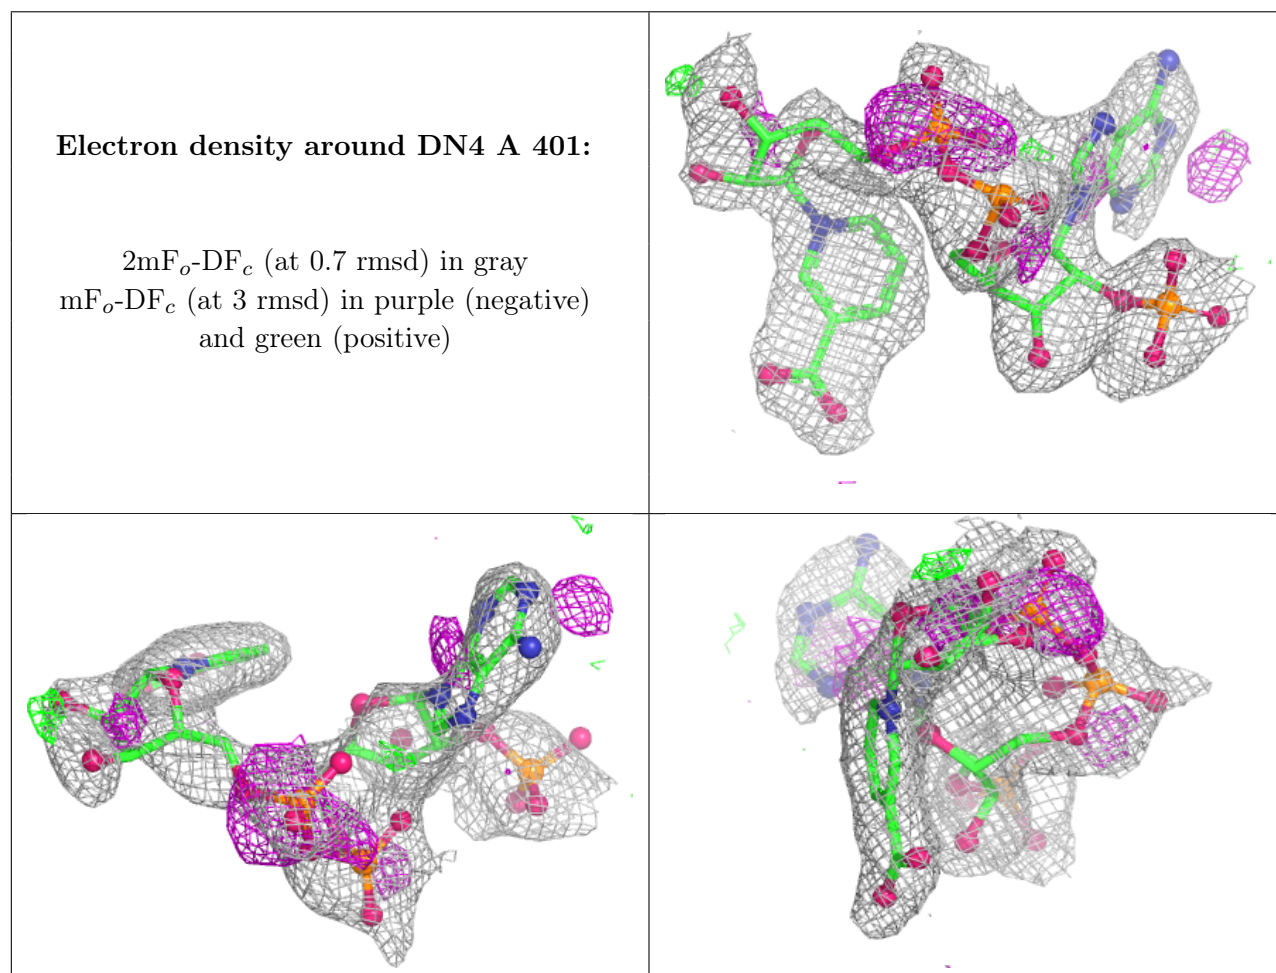 Electron density around DN4 A 401:
2mFo-DFc (at 0.7 rmsd) in gray
mFo-DFc (at 3 rmsd) in purple (negative)
and green (positive)